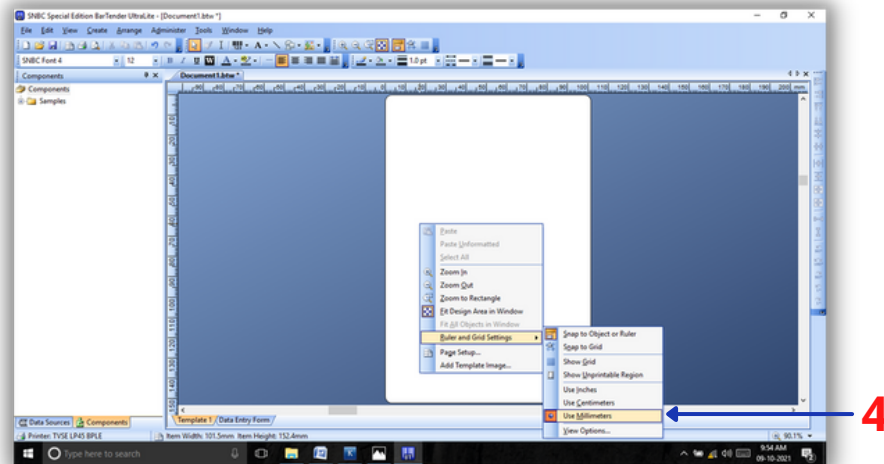 SNBC Special Edition BarTender UltraLite - [Document1.btw *]
File Edit View Create Arrange Administer Tools Window Help
SNBC Font 4 12 B I U W A 1.0 pt
Components
Document1.btw *
Components
Samples
Paste
Paste Unformatted
Select All
Zoom In
Zoom Out
Zoom to Rectangle
Fit Design Area in Window
Fit All Objects in Window
Ruler and Grid Settings
Page Setup...
Add Template Image...
Snap to Object or Ruler
Snap to Grid
Show Grid
Show Unprintable Region
Use Inches
Use Centimeters
Use Millimeters
View Options...
4
Data Sources Components
Template 1 Data Entry Form
Printer: TVSE LP45 BPLE Item Width: 101.5mm Item Height: 152.4mm 90.1%
Type here to search
9:54 AM
09-10-2021